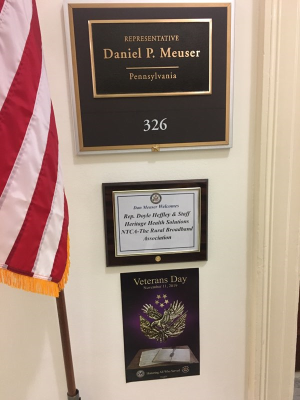 REPRESENTATIVE
Daniel P. Meuser
Pennsylvania
326
Dan Meuser Welcomes:
Rep. Doyle Heffley & Staff
Heritage Health Solutions
NTCA-The Rural Broadband
Association
Veterans Day